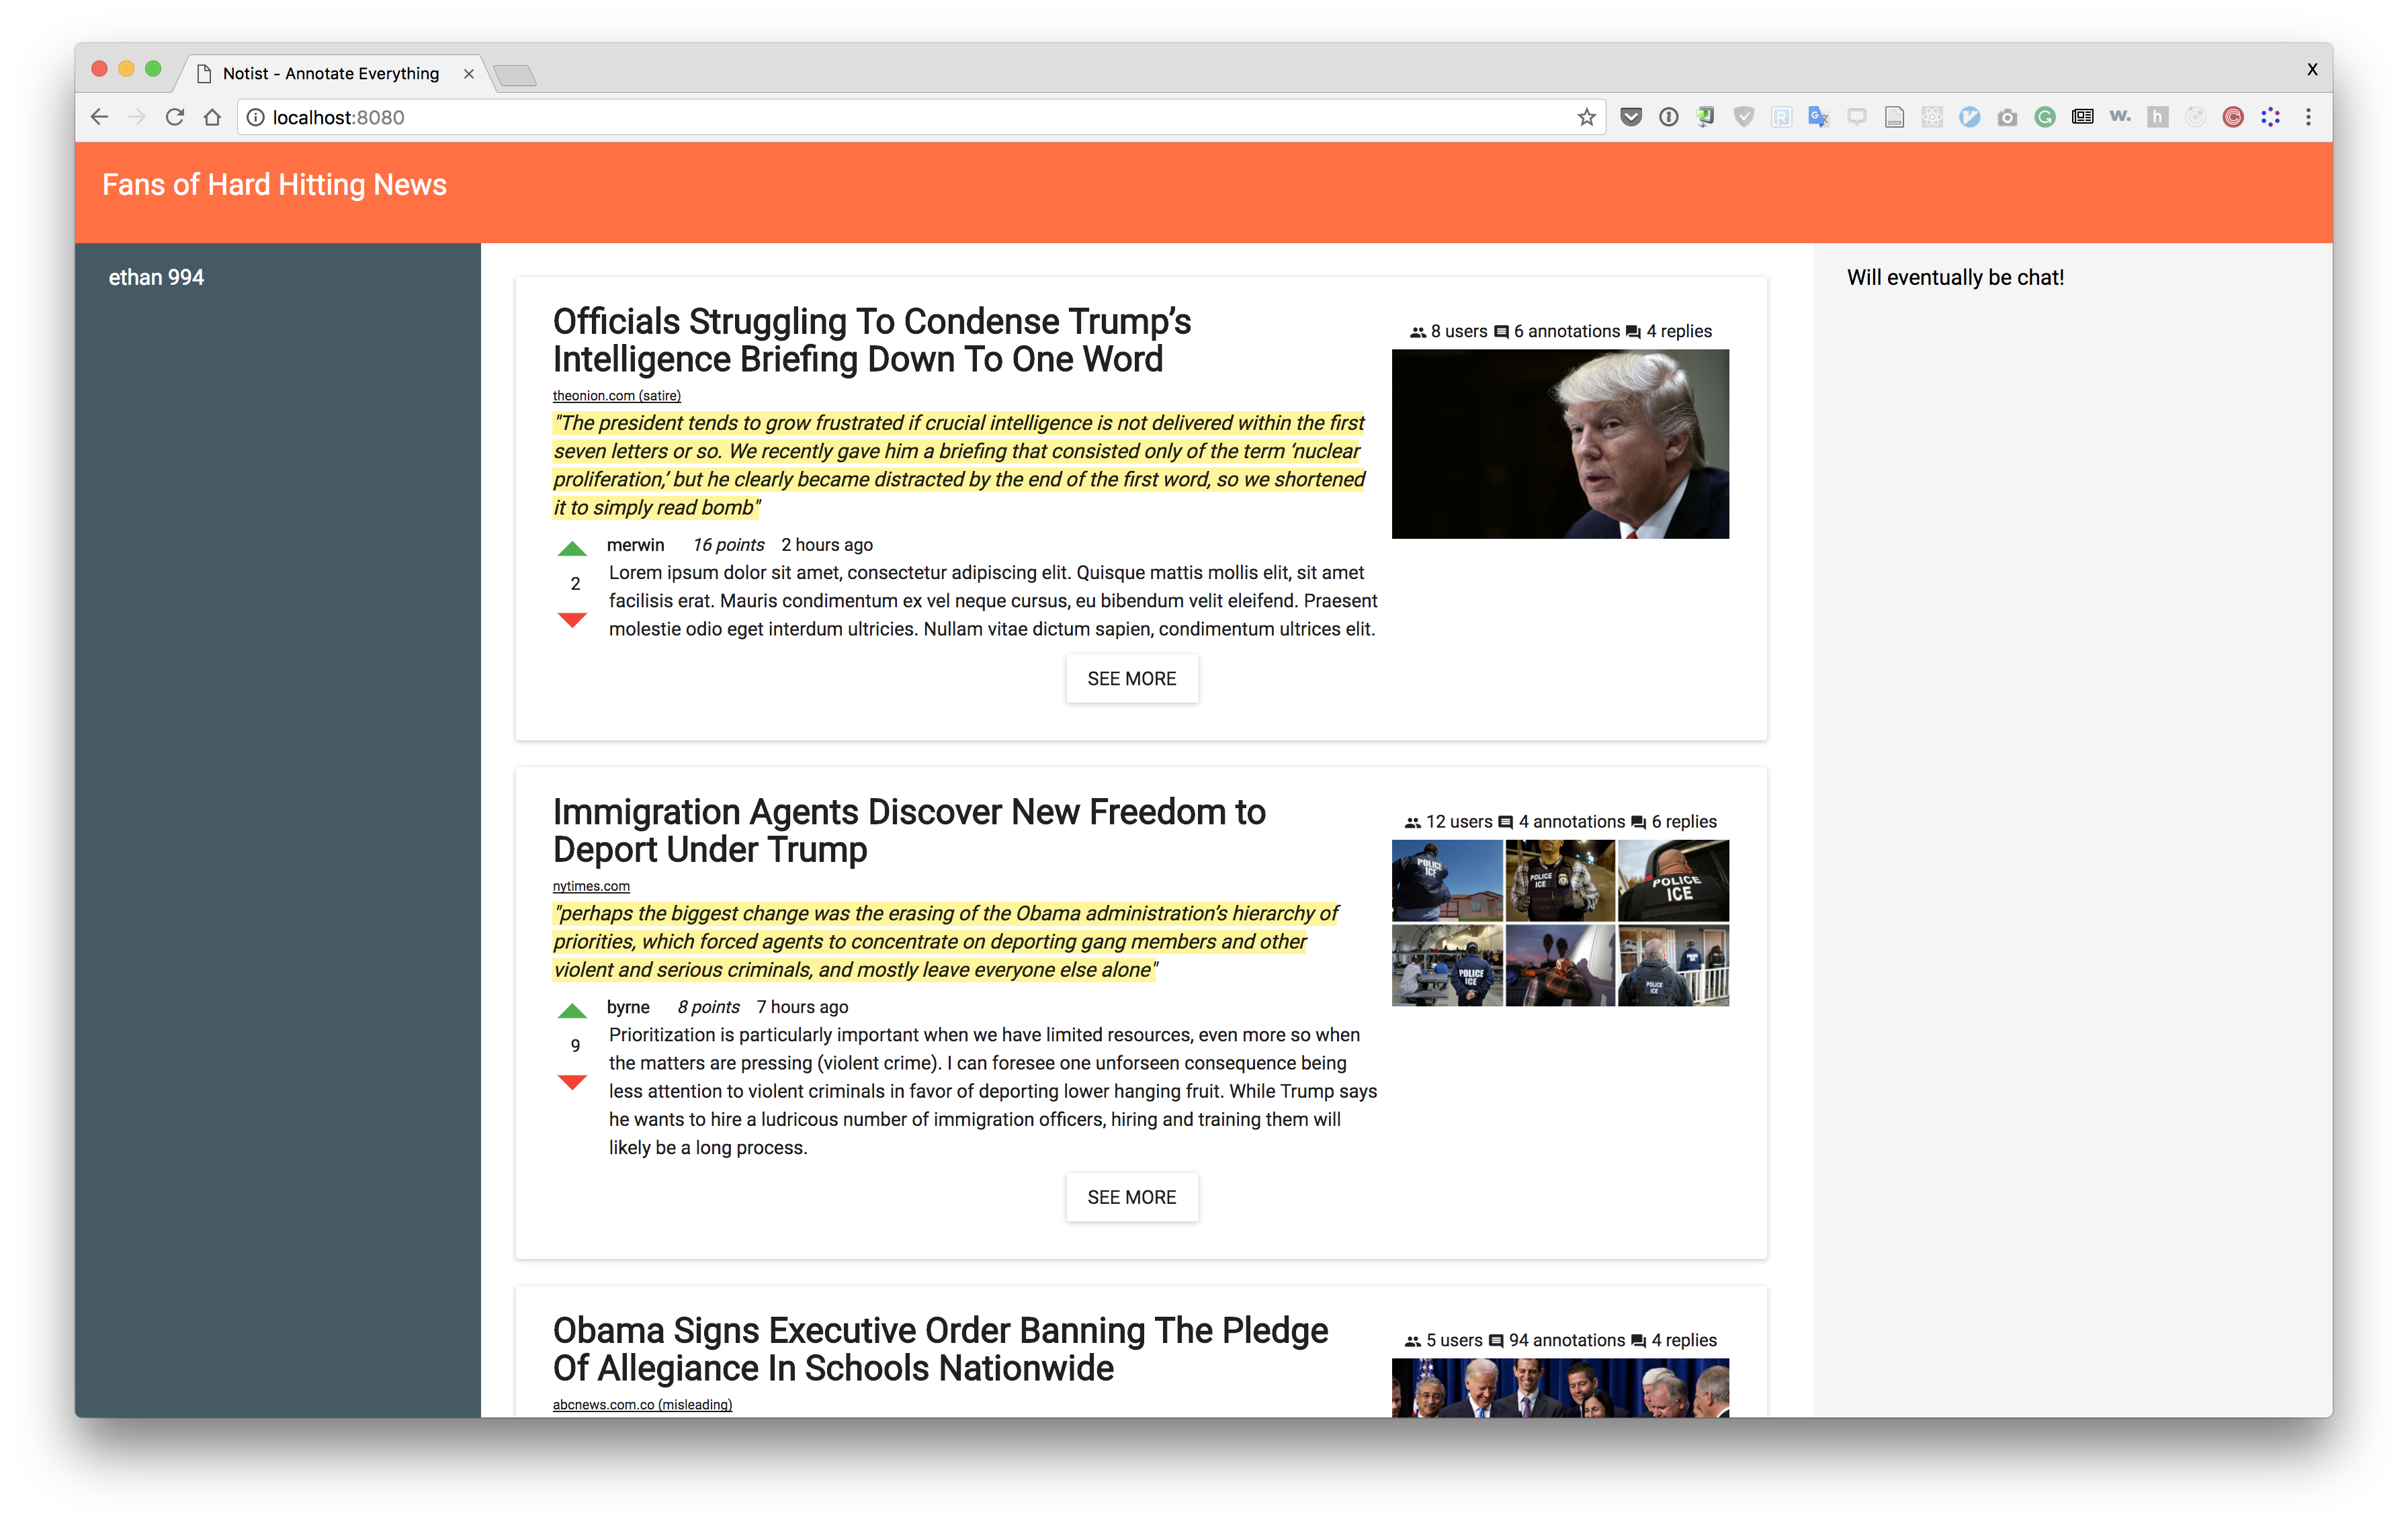 Notist - Annotate Everything
x
localhost:8080
Fans of Hard Hitting News
ethan 994
Will eventually be chat!
Officials Struggling To Condense Trump’s
Intelligence Briefing Down To One Word
theonion.com (satire)
"The president tends to grow frustrated if crucial intelligence is not delivered within the first
seven letters or so. We recently gave him a briefing that consisted only of the term ‘nuclear
proliferation,’ but he clearly became distracted by the end of the first word, so we shortened
it to simply read bomb"
8 users 6 annotations 4 replies
merwin 16 points 2 hours ago
2
Lorem ipsum dolor sit amet, consectetur adipiscing elit. Quisque mattis mollis elit, sit amet
facilisis erat. Mauris condimentum ex vel neque cursus, eu bibendum velit eleifend. Praesent
molestie odio eget interdum ultricies. Nullam vitae dictum sapien, condimentum ultrices elit.
SEE MORE
Immigration Agents Discover New Freedom to
Deport Under Trump
nytimes.com
"perhaps the biggest change was the erasing of the Obama administration’s hierarchy of
priorities, which forced agents to concentrate on deporting gang members and other
violent and serious criminals, and mostly leave everyone else alone"
12 users 4 annotations 6 replies
POLICE ICE
POLICE ICE
POLICE
ICE
POLICE
ICE
POLICE
ICE
byrne 8 points 7 hours ago
9
Prioritization is particularly important when we have limited resources, even more so when
the matters are pressing (violent crime). I can foresee one unforseen consequence being
less attention to violent criminals in favor of deporting lower hanging fruit. While Trump says
he wants to hire a ludricous number of immigration officers, hiring and training them will
likely be a long process.
SEE MORE
Obama Signs Executive Order Banning The Pledge
Of Allegiance In Schools Nationwide
abcnews.com.co (misleading)
5 users 94 annotations 4 replies